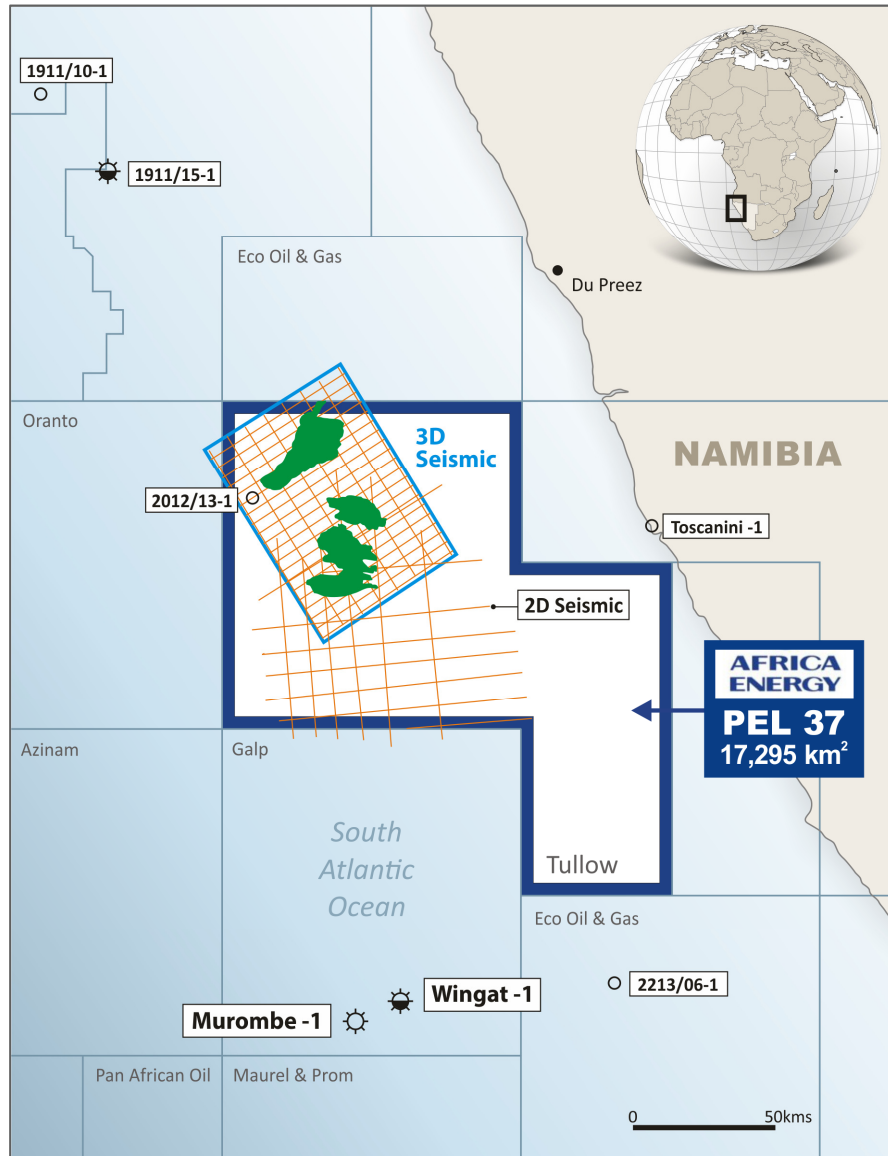 1911/10-1
1911/15-1
Eco Oil & Gas
Du Preez
Oranto
3D
Seismic
NAMIBIA
2012/13-1
Toscanini -1
2D Seismic
AFRICA
ENERGY
PEL 37
17,295 km²
Azinam
Galp
South
Atlantic
Ocean
Tullow
Eco Oil & Gas
2213/06-1
Wingat -1
Murombe -1
Pan African Oil
Maurel & Prom
0 50kms